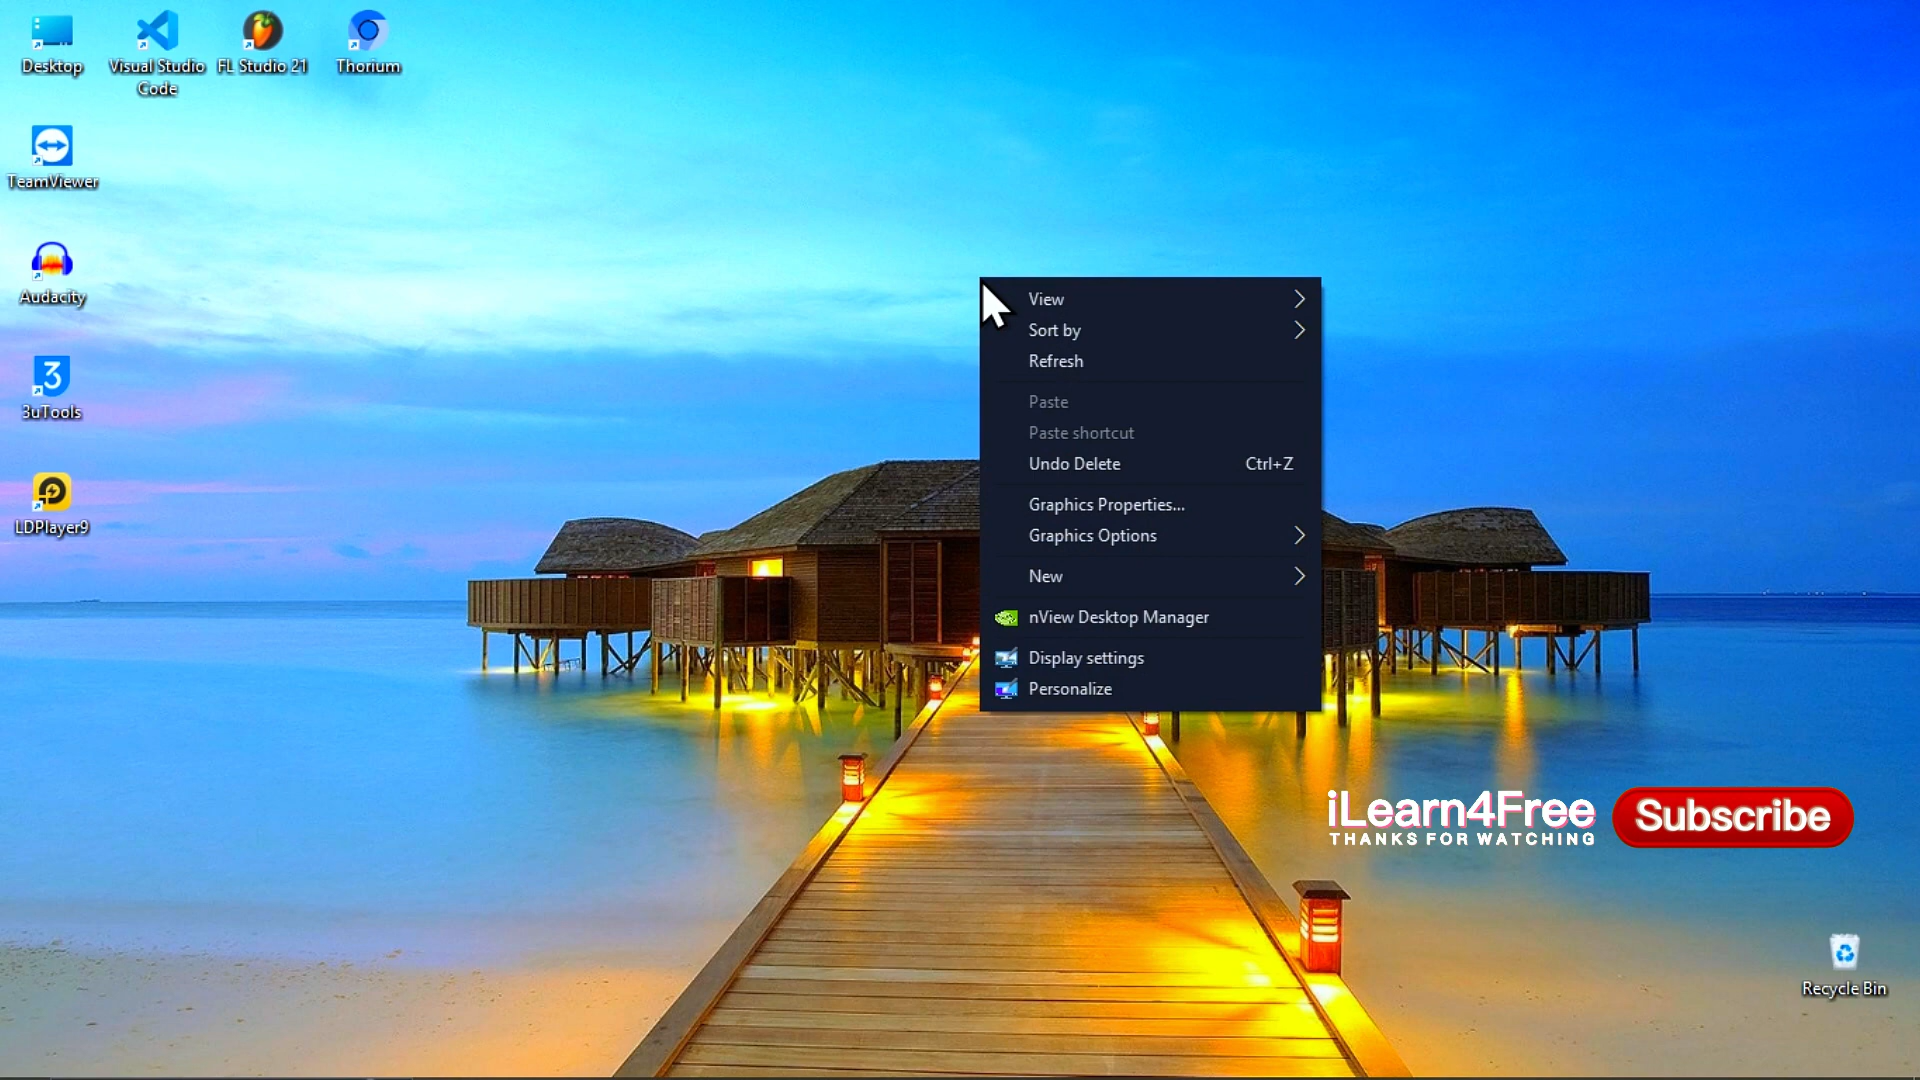 Desktop
Visual Studio
Code
FL Studio 21
Thorium
TeamViewer
Audacity
3
3uTools
LDPlayer9
View
Sort by
Refresh
Paste
Paste shortcut
Undo Delete Ctrl+Z
Graphics Properties...
Graphics Options
New
nView Desktop Manager
Display settings
Personalize
iLearn4Free
THANKS FOR WATCHING
Subscribe
Recycle Bin